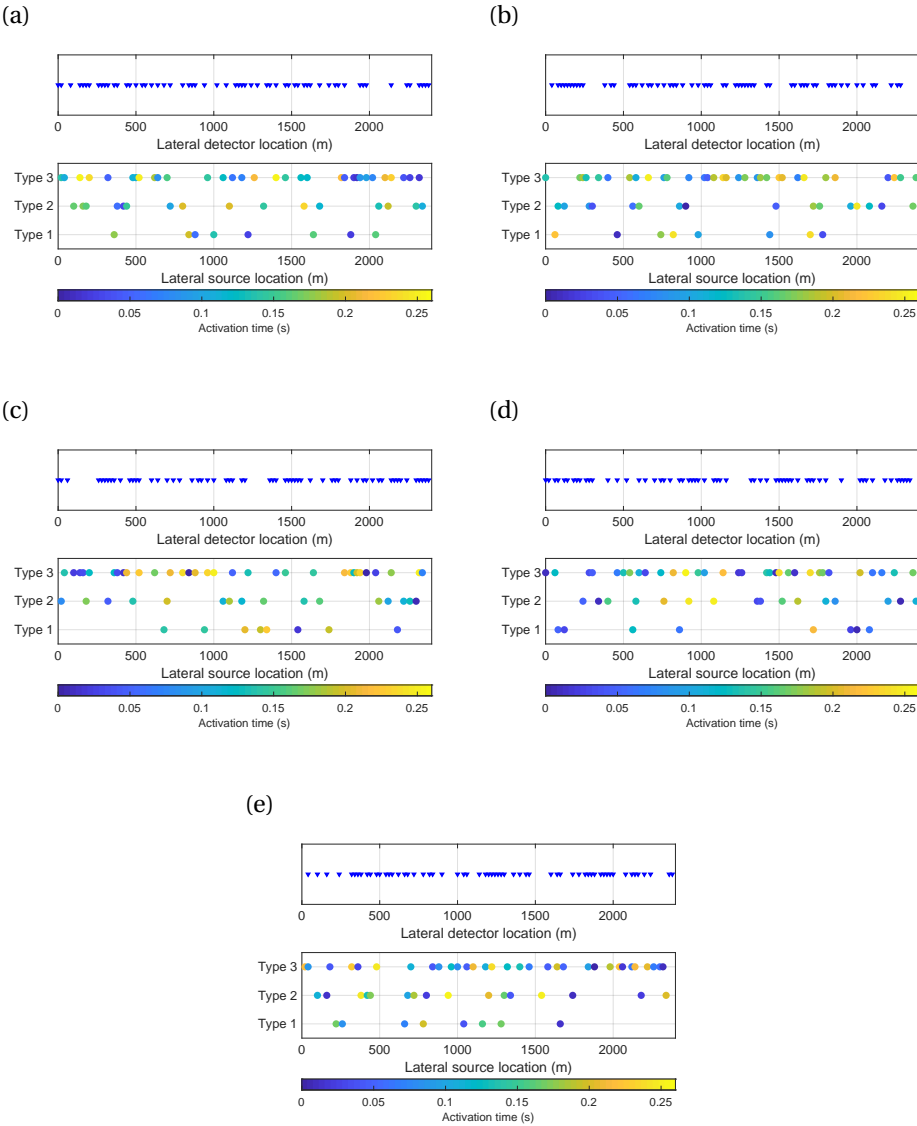 (a)
0 500 1000 1500 2000
Lateral detector location (m)
Type 3
Type 2
Type 1
0 500 1000 1500 2000
Lateral source location (m)
0 0.05 0.1 0.15 0.2 0.25
Activation time (s)
(b)
0 500 1000 1500 2000
Lateral detector location (m)
Type 3
Type 2
Type 1
0 500 1000 1500 2000
Lateral source location (m)
0 0.05 0.1 0.15 0.2 0.25
Activation time (s)
(c)
0 500 1000 1500 2000
Lateral detector location (m)
Type 3
Type 2
Type 1
0 500 1000 1500 2000
Lateral source location (m)
0 0.05 0.1 0.15 0.2 0.25
Activation time (s)
(d)
0 500 1000 1500 2000
Lateral detector location (m)
Type 3
Type 2
Type 1
0 500 1000 1500 2000
Lateral source location (m)
0 0.05 0.1 0.15 0.2 0.25
Activation time (s)
(e)
0 500 1000 1500 2000
Lateral detector location (m)
Type 3
Type 2
Type 1
0 500 1000 1500 2000
Lateral source location (m)
0 0.05 0.1 0.15 0.2 0.25
Activation time (s)